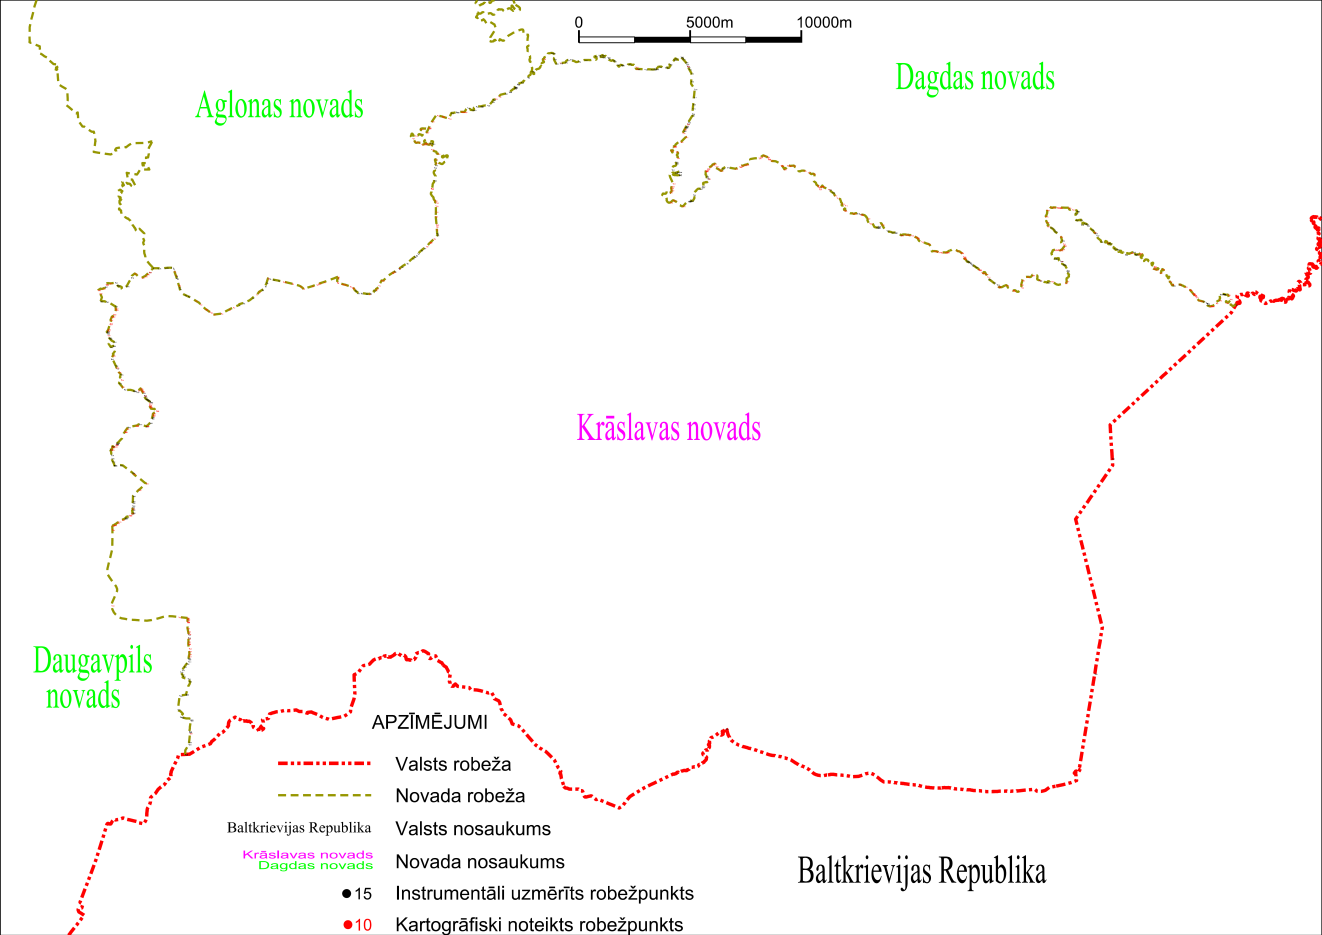 0 5000m 10000m
Dagdas novads
Aglonas novads
Krāslavas novads
Daugavpils
novads
APZĪMĒJUMI
Valsts robeža
Novada robeža
Baltkrievijas Republika Valsts nosaukums
Krāslavas novads
Dagdas novads
Novada nosaukums
15 Instrumentāli uzmērīts robežpunkts
10 Kartogrāfiski noteikts robežpunkts
Baltkrievijas Republika